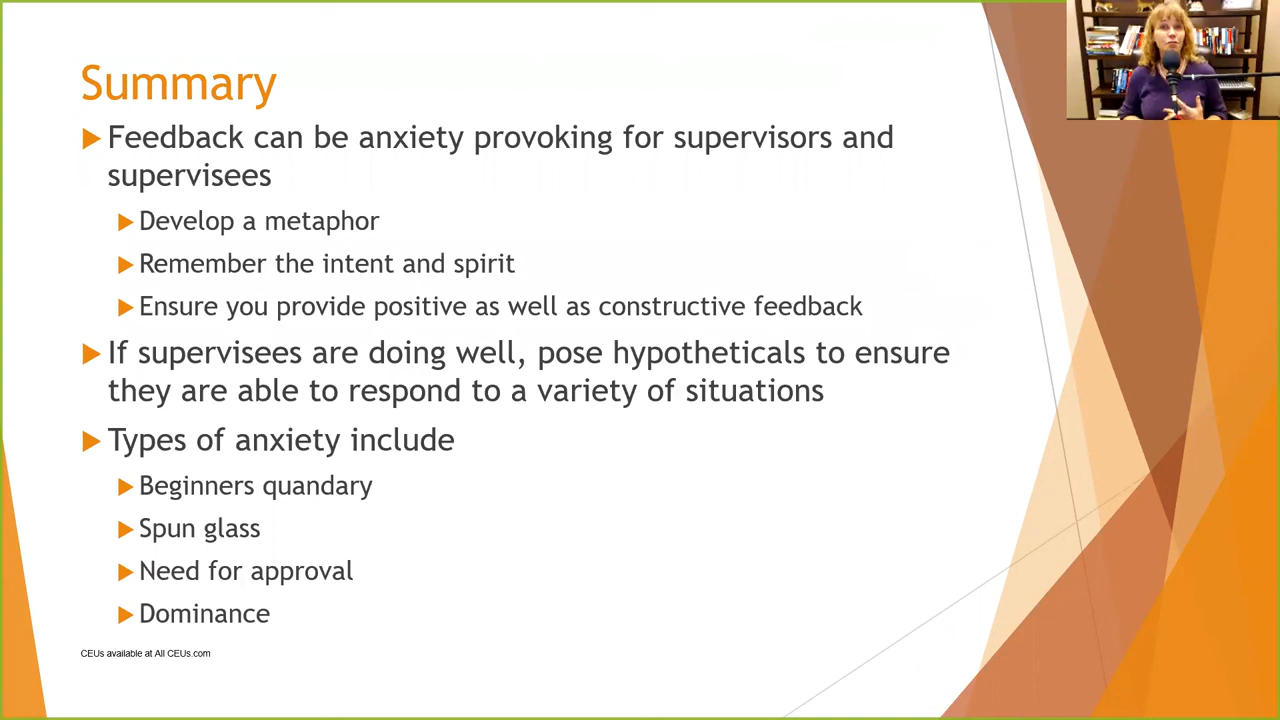 Summary
Feedback can be anxiety provoking for supervisors and
supervisees
Develop a metaphor
Remember the intent and spirit
Ensure you provide positive as well as constructive feedback
If supervisees are doing well, pose hypotheticals to ensure
they are able to respond to a variety of situations
Types of anxiety include
Beginners quandary
Spun glass
Need for approval
Dominance
CEUs available at All CEUs.com